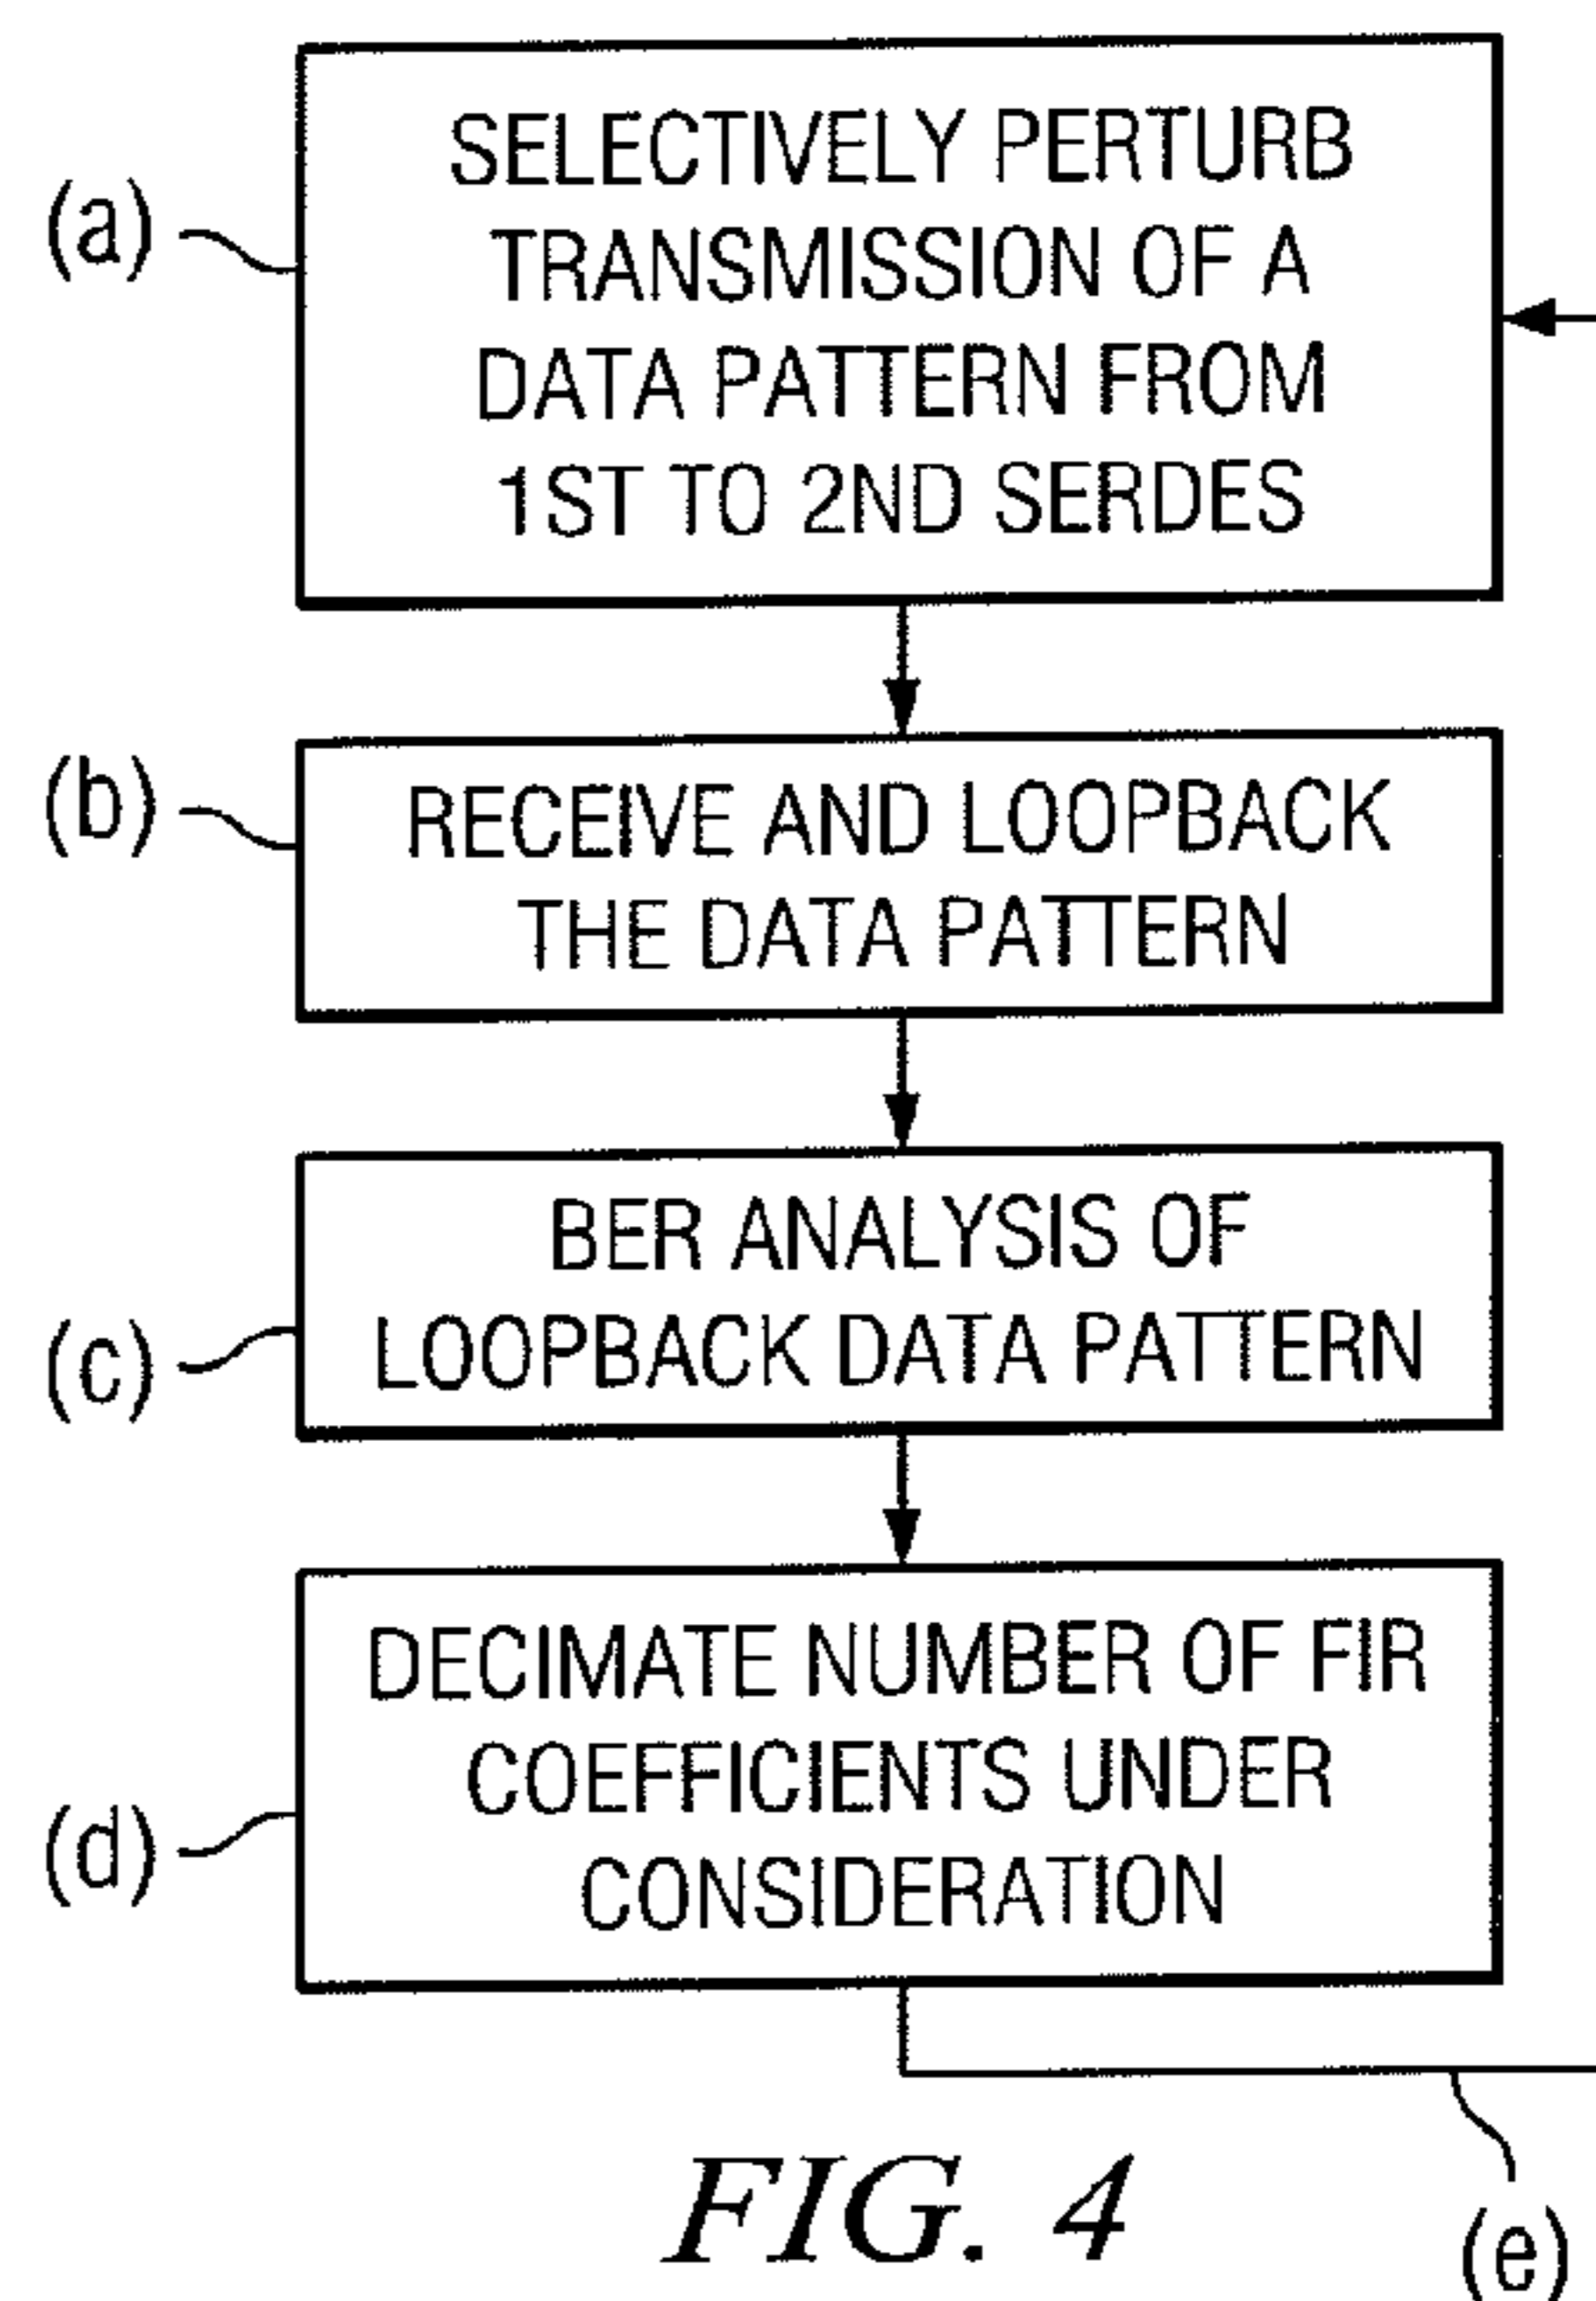 (a)
SELECTIVELY PERTURB
TRANSMISSION OF A
DATA PATTERN FROM
1ST TO 2ND SERDES
(b)
RECEIVE AND LOOPBACK
THE DATA PATTERN
(c)
BER ANALYSIS OF
LOOPBACK DATA PATTERN
(d)
DECIMATE NUMBER OF FIR
COEFFICIENTS UNDER
CONSIDERATION
(e)
FIG. 4